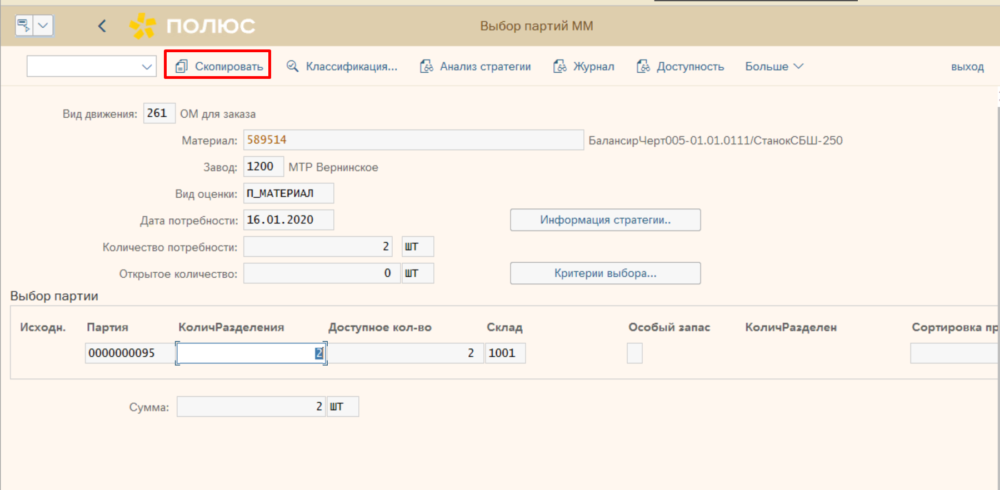 ПОЛЮС
Выбор партий ММ
Скопировать Классификация... Анализ стратегии Журнал Доступность Больше выход
Вид движения: 261 ОМ для заказа
Материал: 589514 БалансирЧерт005-01.01.0111/СтанокСБШ-250
Завод: 1200 МТР Вернинское
Вид оценки: П_МАТЕРИАЛ
Дата потребности: 16.01.2020 Информация стратегии..
Количество потребности: 2 ШТ
Открытое количество: 0 ШТ Критерии выбора...
Выбор партии
Исходн. Партия КоличРазделения Доступное кол-во Склад Особый запас КоличРазделен Сортировка пр
0000000095 2 2 1001
Сумма: 2 ШТ